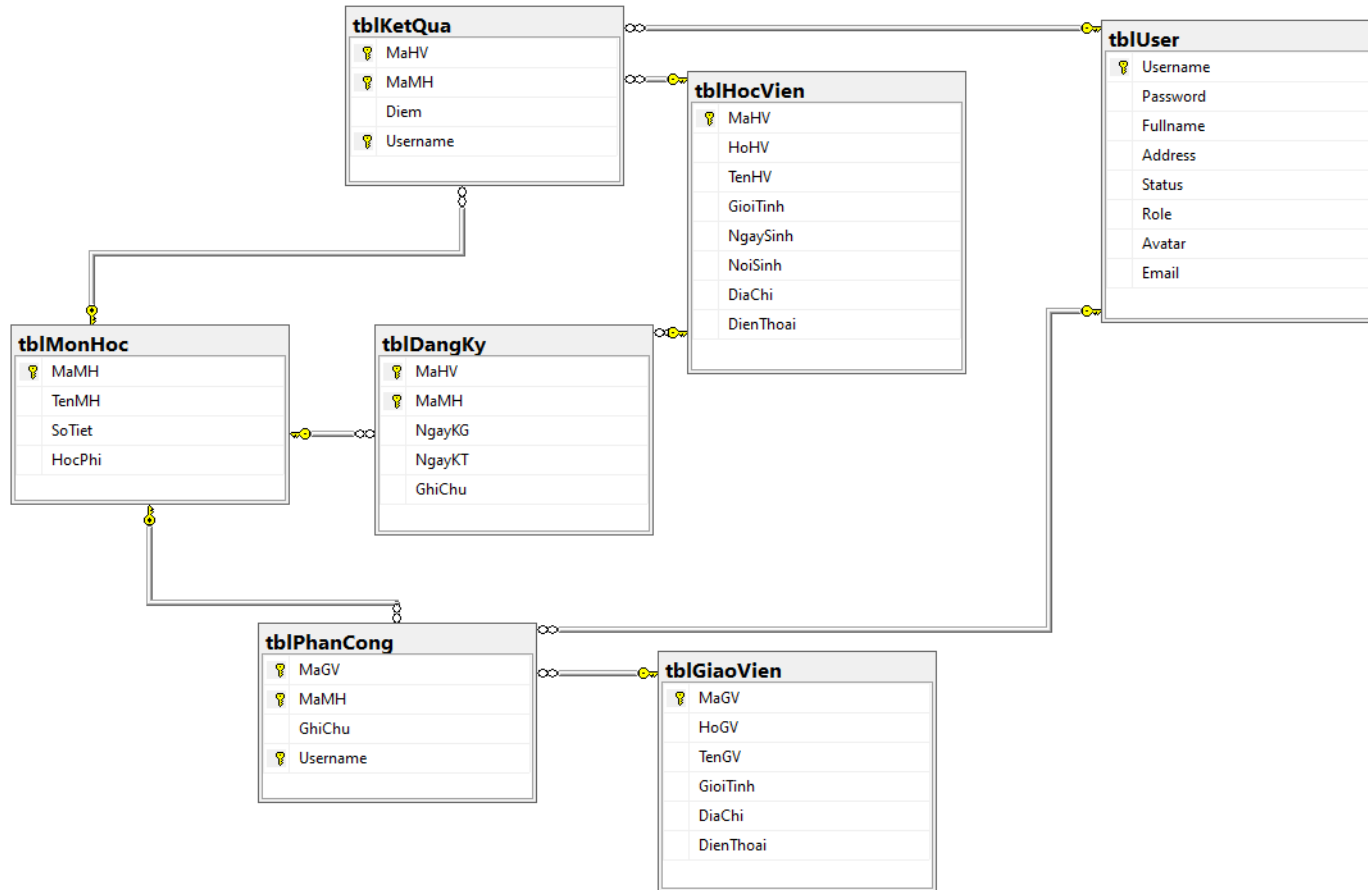 tblKetQua
MaHV
MaMH
Diem
Username
tblUser
Username
Password
Fullname
Address
Status
Role
Avatar
Email
tblHocVien
MaHV
HoHV
TenHV
GioiTinh
NgaySinh
NoiSinh
DiaChi
DienThoai
tblMonHoc
MaMH
TenMH
SoTiet
HocPhi
tblDangKy
MaHV
MaMH
NgayKG
NgayKT
GhiChu
tblPhanCong
MaGV
MaMH
GhiChu
Username
tblGiaoVien
MaGV
HoGV
TenGV
GioiTinh
DiaChi
DienThoai